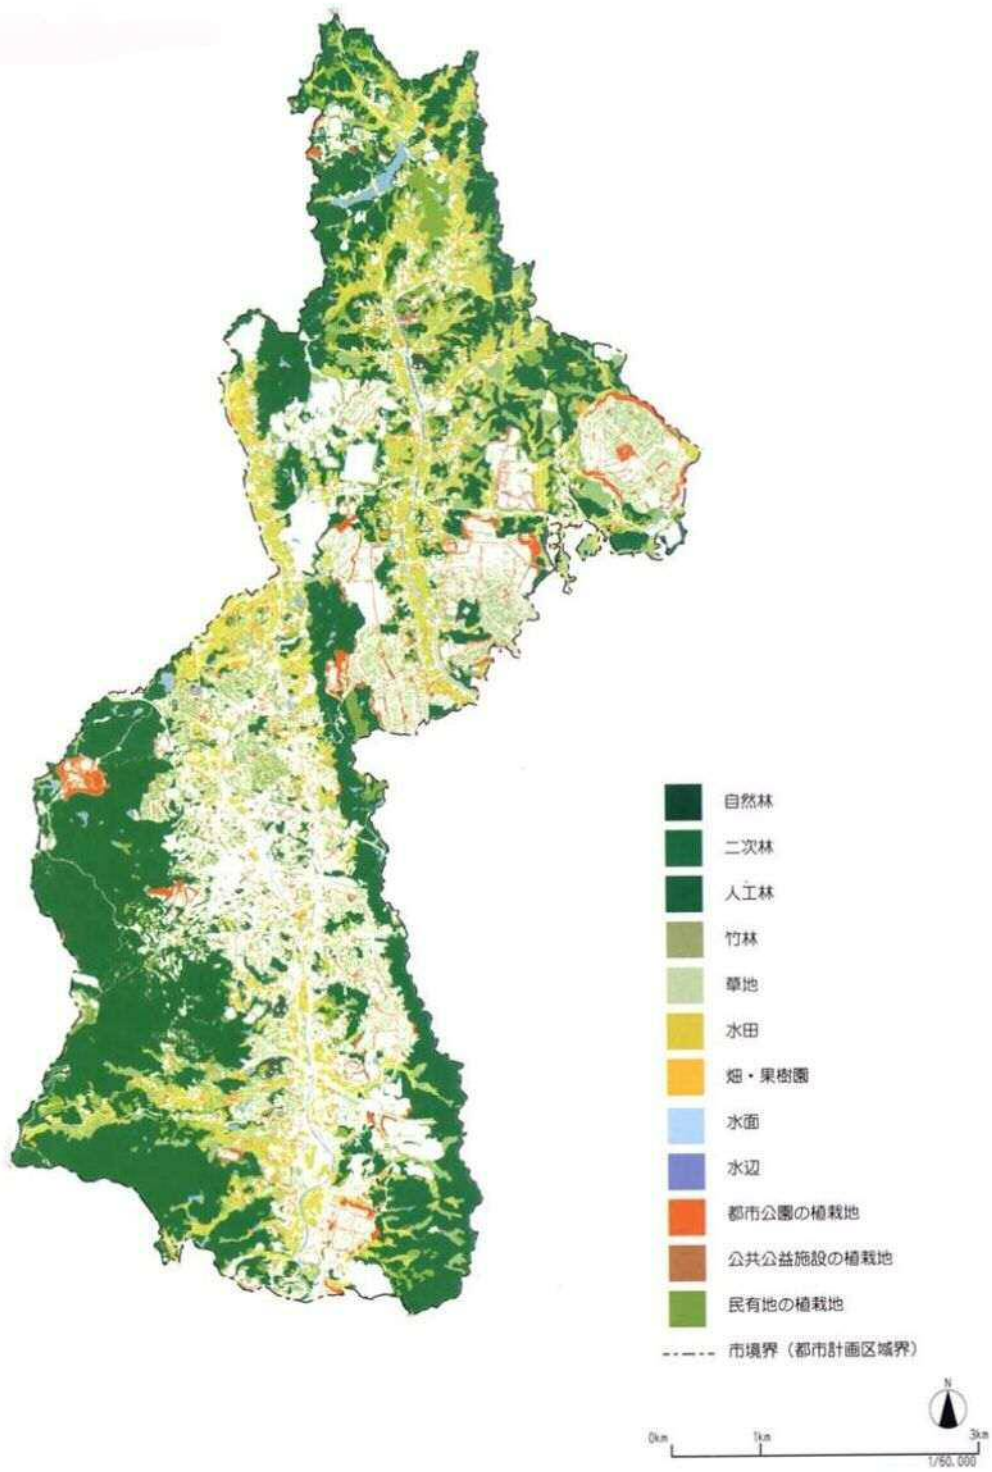 自然林
二次林
人工林
竹林
草地
水田
畑・果樹園
水面
水辺
都市公園の植栽地
公共公益施設の植栽地
民有地の植栽地
市境界（都市計画区域界）
N
0km 1km 3km
1/60,000